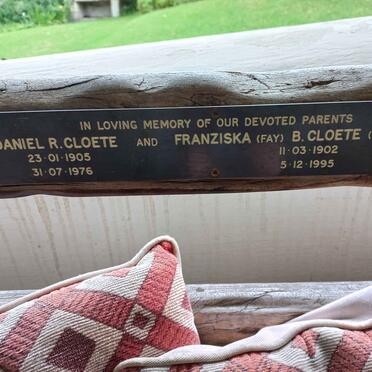 IN LOVING MEMORY OF OUR DEVOTED PARENTS
DANIEL R. CLOETE AND FRANZISKA (FAY) B. CLOETE (
23·01·1905 11·03·1902
31·07·1976 5·12·1995